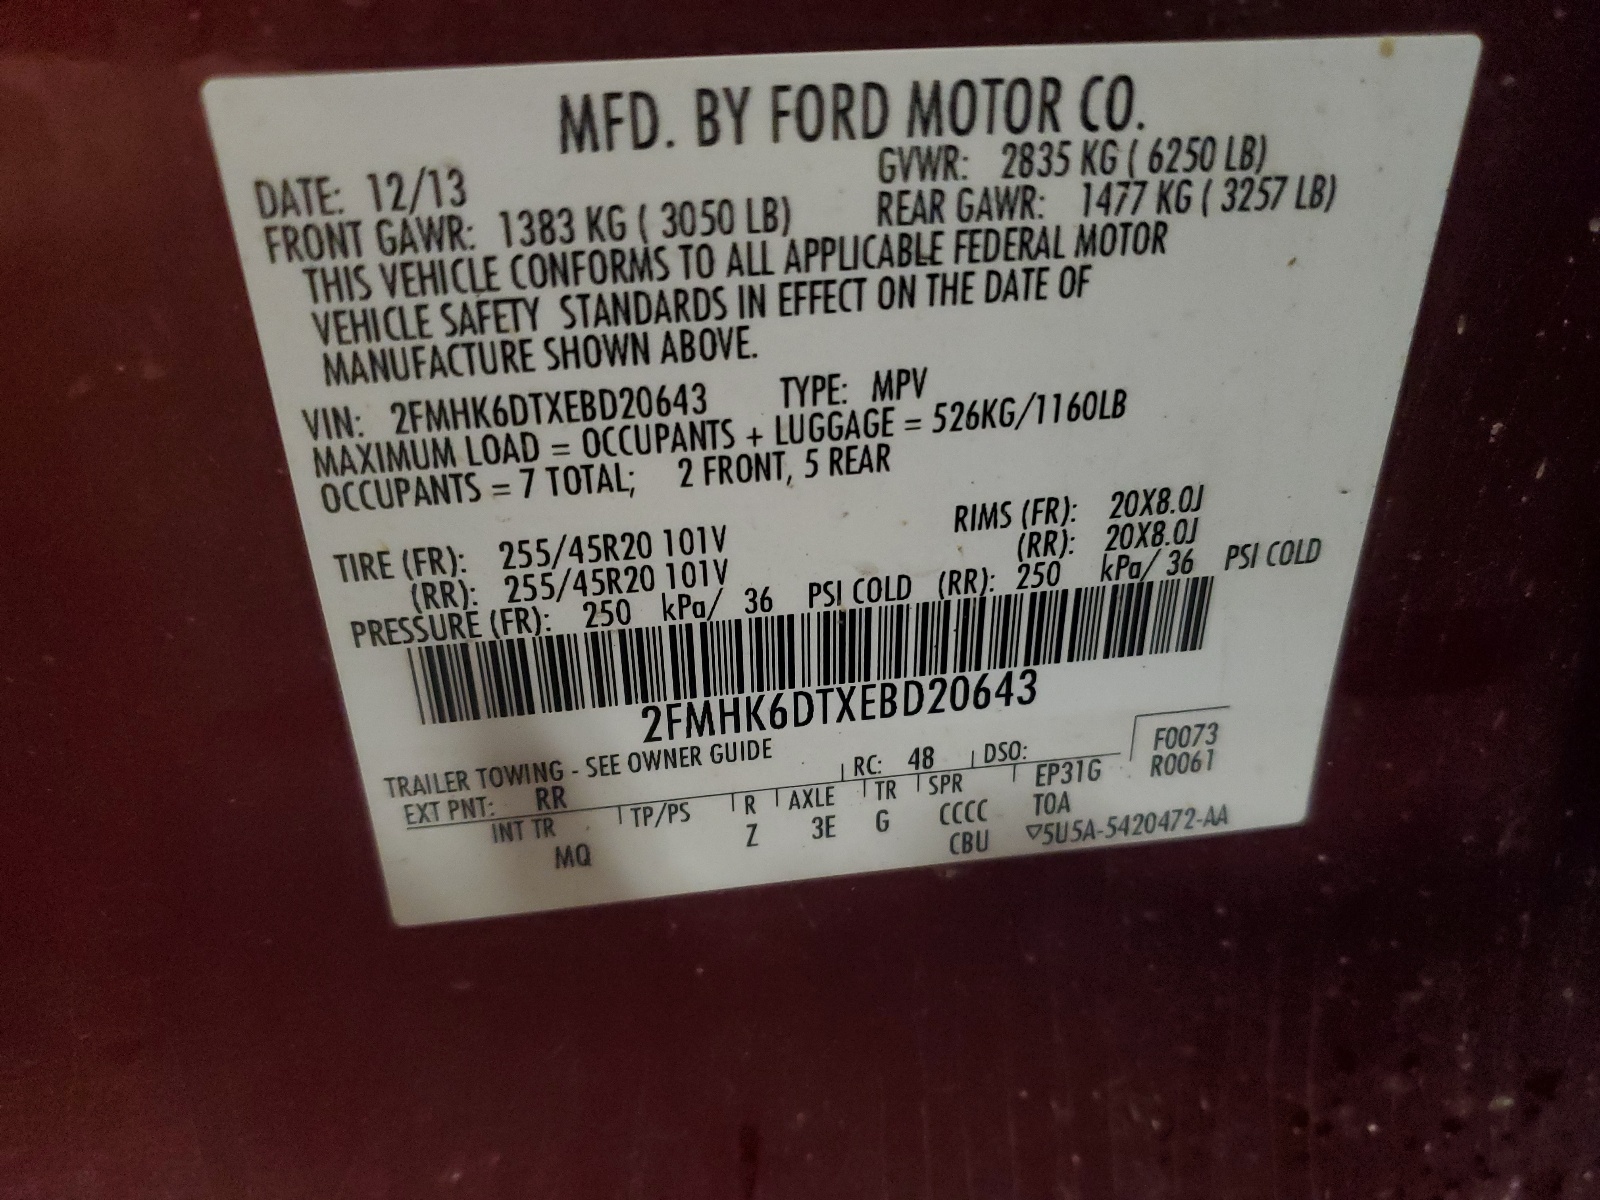 MFD. BY FORD MOTOR CO.
DATE: 12/13 GVWR: 2835 KG ( 6250 LB)
FRONT GAWR: 1383 KG ( 3050 LB) REAR GAWR: 1477 KG ( 3257 LB)
THIS VEHICLE CONFORMS TO ALL APPLICABLE FEDERAL MOTOR
VEHICLE SAFETY STANDARDS IN EFFECT ON THE DATE OF
MANUFACTURE SHOWN ABOVE.
VIN: 2FMHK6DTXEBD20643 TYPE: MPV
MAXIMUM LOAD = OCCUPANTS + LUGGAGE = 526KG/1160LB
OCCUPANTS = 7 TOTAL; 2 FRONT, 5 REAR
TIRE (FR): 255/45R20 101V RIMS (FR): 20X8.0J
(RR): 255/45R20 101V (RR): 20X8.0J
PRESSURE (FR): 250 kPa/ 36 PSI COLD (RR): 250 kPa/ 36 PSI COLD
2FMHK6DTXEBD20643
TRAILER TOWING - SEE OWNER GUIDE
EXT PNT: RR RC: 48 DSO: F0073
R0061
INT TR TP/PS R AXLE TR SPR EP31G
MQ Z 3E G CCCC T0A
CBU ▽5U5A-5420472-AA